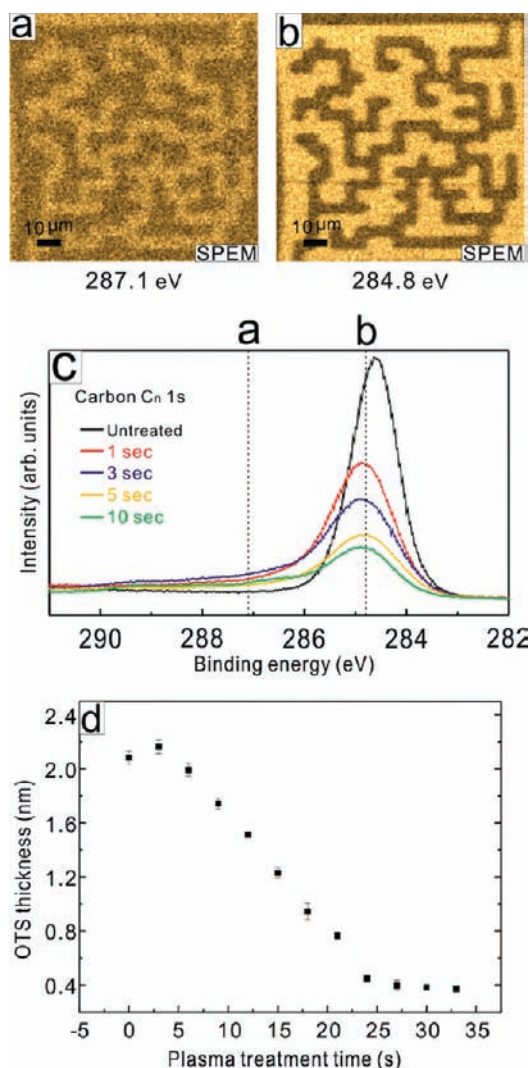 a
10 μm
SPEM
287.1 eV
b
10 μm
SPEM
284.8 eV
a
b
c
Carbon Cn 1s
Untreated
1 sec
3 sec
5 sec
10 sec
Intensity (arb. units)
290
288
286
284
282
Binding energy (eV)
d
2.4
2.0
1.6
1.2
0.8
0.4
OTS thickness (nm)
-5
0
5
10
15
20
25
30
35
Plasma treatment time (s)